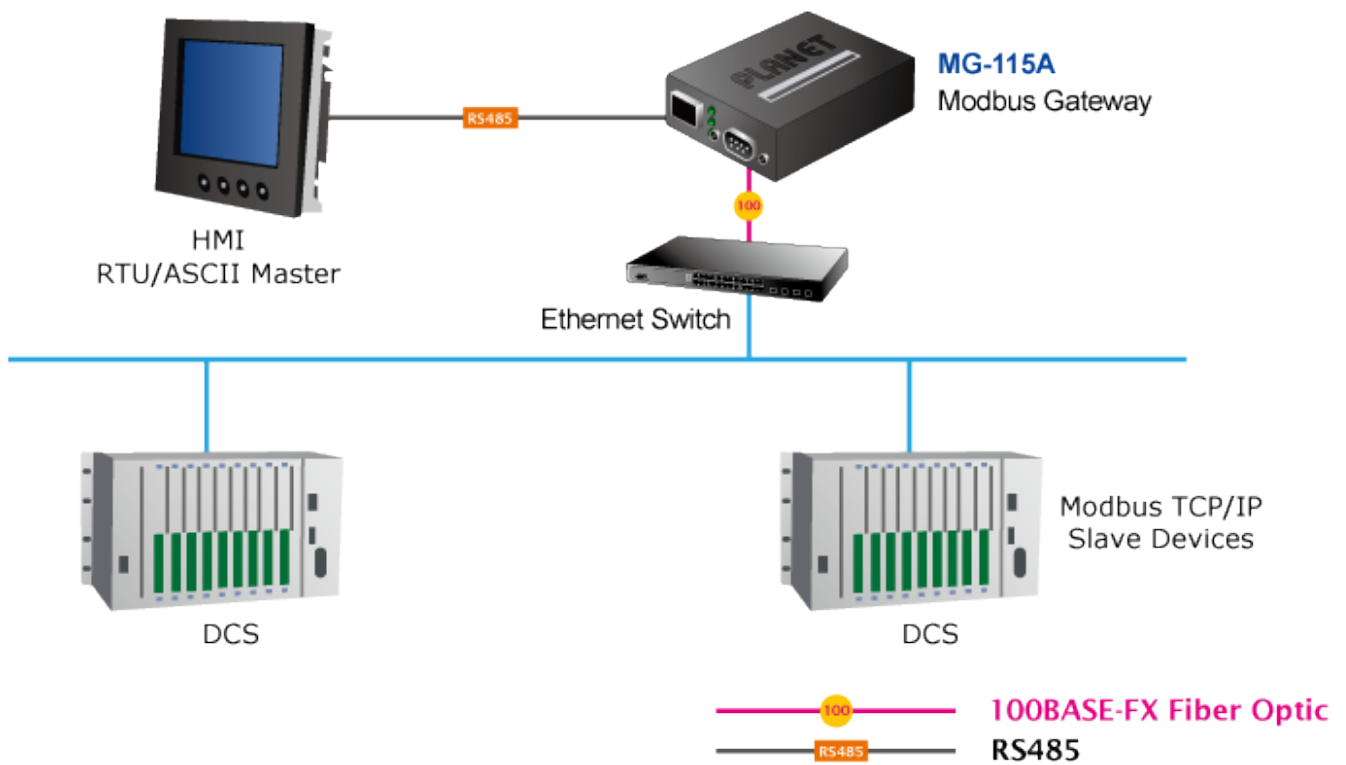 PLANET
MG-115A
Modbus Gateway
RS485
100
HMI
RTU/ASCII Master
Ethernet Switch
Modbus TCP/IP
Slave Devices
DCS
DCS
100
100BASE-FX Fiber Optic
RS485
RS485